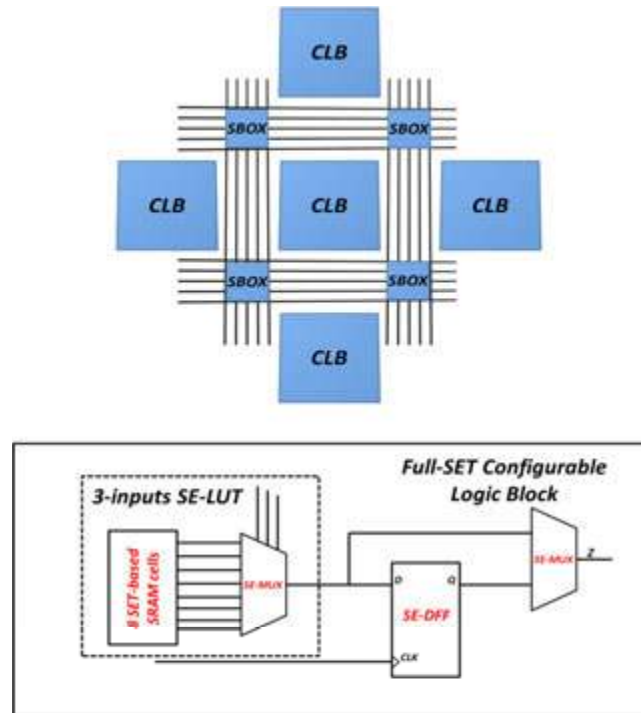 CLB
SBOX
SBOX
CLB
CLB
CLB
SBOX
SBOX
CLB
3-inputs SE-LUT
Full-SET Configurable
Logic Block
8 SET-based
SRAM cells
SE-MUX
D
Q
SE-DFF
CLK
SE-MUX
Z